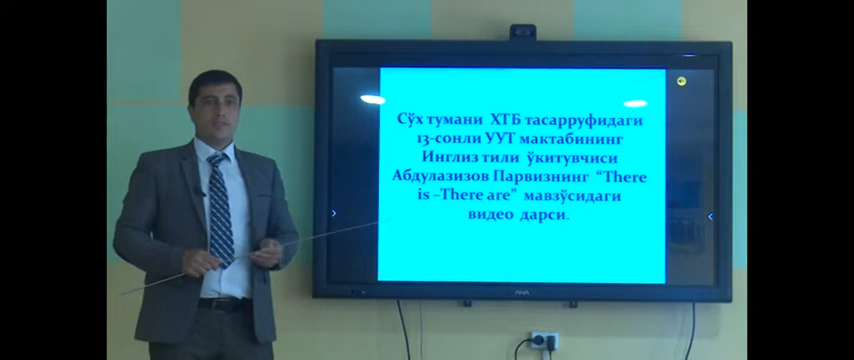 Сўх тумани ХТБ тасарруфидаги
13-сонли УУТ мактабининг
Инглиз тили ўкитувчиси
Абдулазизов Парвизнинг "There
is –There are" мавзўсидаги
видео дарси.